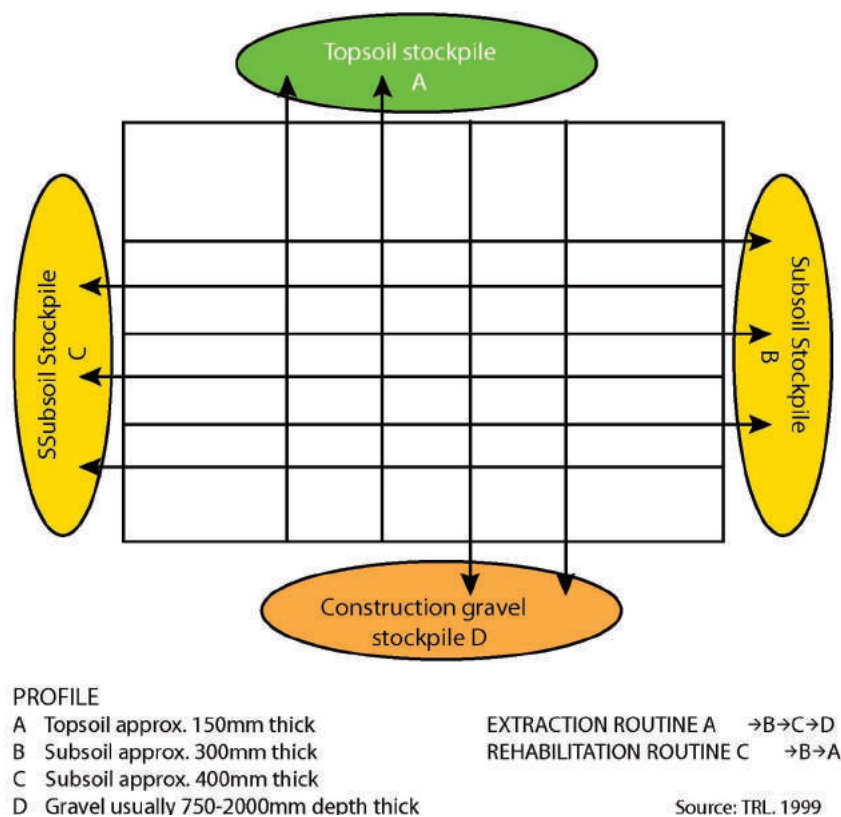 Topsoil stockpile
A
SSubsoil Stockpile
C
Subsoil Stockpile
B
Construction gravel
stockpile D
PROFILE
A Topsoil approx. 150mm thick
B Subsoil approx. 300mm thick
C Subsoil approx. 400mm thick
D Gravel usually 750-2000mm depth thick
EXTRACTION ROUTINE A →B→C→D
REHABILITATION ROUTINE C →B→A
Source: TRL. 1999